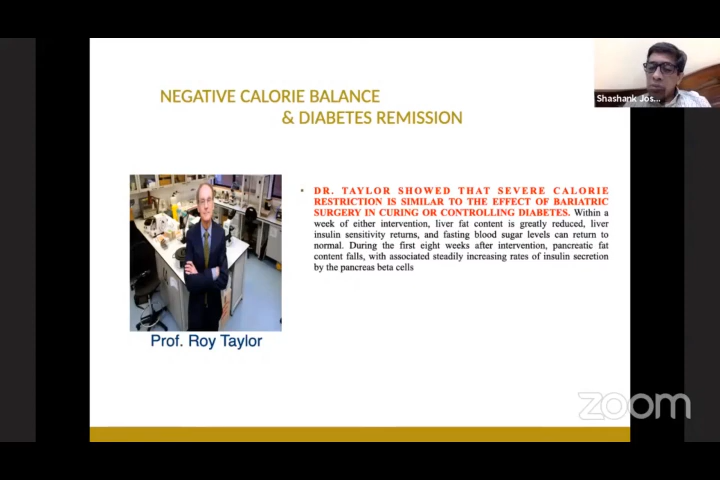 NEGATIVE CALORIE BALANCE
& DIABETES REMISSION
Shashank Jos...
• DR. TAYLOR SHOWED THAT SEVERE CALORIE
RESTRICTION IS SIMILAR TO THE EFFECT OF BARIATRIC
SURGERY IN CURING OR CONTROLLING DIABETES. Within a
week of either intervention, liver fat content is greatly reduced, liver
insulin sensitivity returns, and fasting blood sugar levels can return to
normal. During the first eight weeks after intervention, pancreatic fat
content falls, with associated steadily increasing rates of insulin secretion
by the pancreas beta cells
Prof. Roy Taylor
zoom